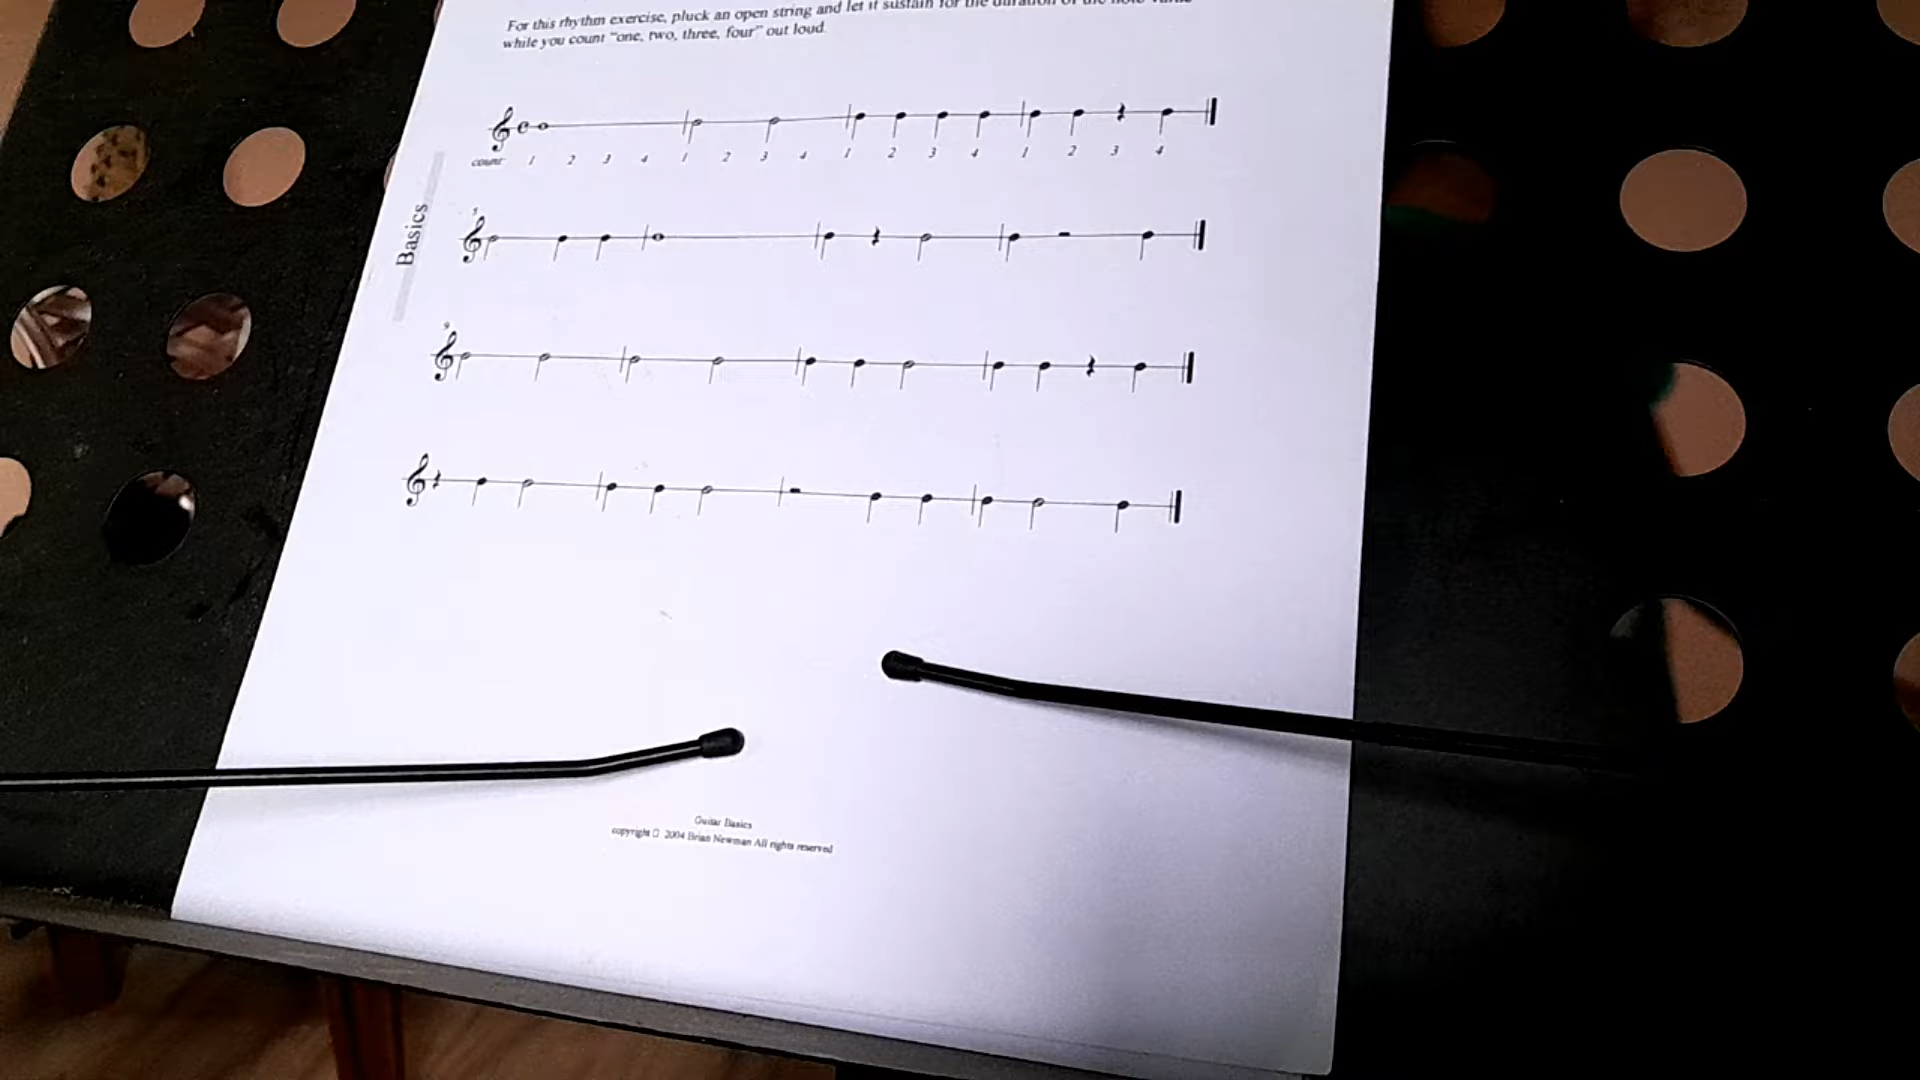 For this rhythm exercise, pluck an open string and let it sustain for the duration of the note value
while you count "one, two, three, four" out loud.
count: 1 2 3 4 1 2 3 4 1 2 3 4 1 2 3 4
Basics
5
9
Guitar Basics
copyright 2004 Brian Newman All rights reserved